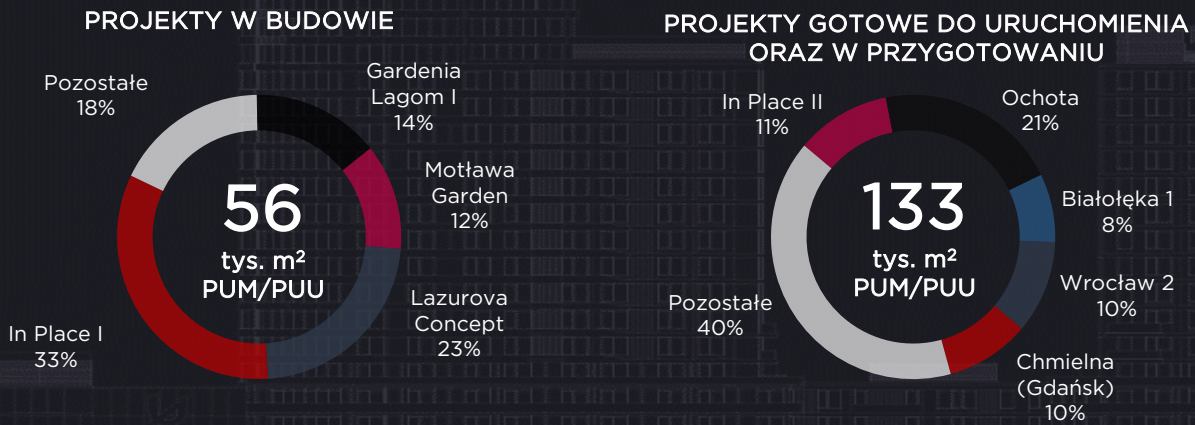 PROJEKTY W BUDOWIE
Pozostałe
18%
Gardenia
Lagom I
14%
Motława
Garden
12%
56
tys. m²
PUM/PUU
Lazurova
Concept
23%
In Place I
33%
PROJEKTY GOTOWE DO URUCHOMIENIA
ORAZ W PRZYGOTOWANIU
In Place II
11%
Ochota
21%
Białołęka 1
8%
133
tys. m²
PUM/PUU
Wrocław 2
10%
Pozostałe
40%
Chmielna
(Gdańsk)
10%